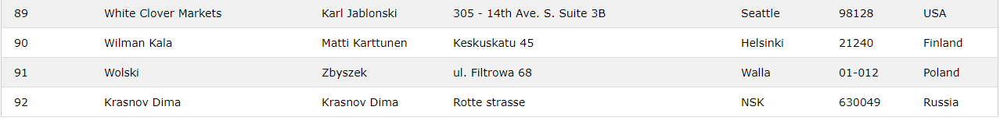 89 White Clover Markets Karl Jablonski 305 - 14th Ave. S. Suite 3B Seattle 98128 USA
90 Wilman Kala Matti Karttunen Keskuskatu 45 Helsinki 21240 Finland
91 Wolski Zbyszek ul. Filtrowa 68 Walla 01-012 Poland
92 Krasnov Dima Krasnov Dima Rotte strasse NSK 630049 Russia